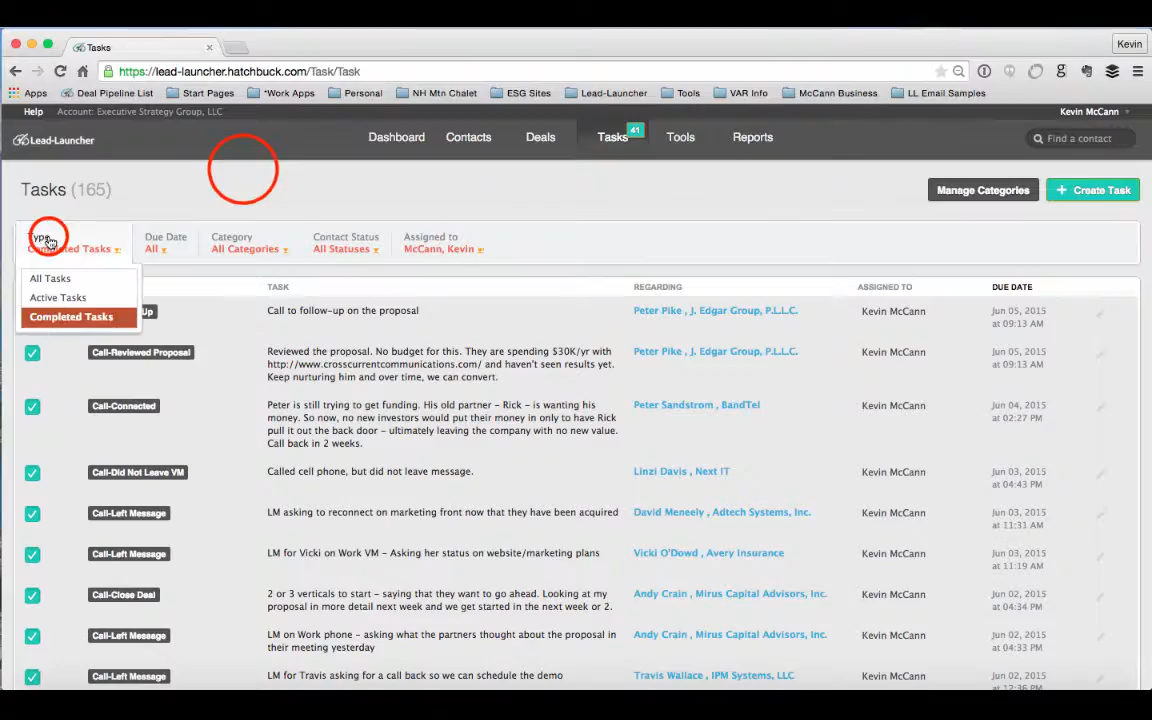 Tasks
Kevin
https://lead-launcher.hatchbuck.com/Task/Task
Apps Deal Pipeline List Start Pages *Work Apps Personal NH Mtn Chalet ESG Sites Lead-Launcher Tools VAR Info McCann Business LL Email Samples
Help Account: Executive Strategy Group, LLC Kevin McCann
Lead-Launcher Dashboard Contacts Deals Tasks 41 Tools Reports Find a contact
Tasks (165) Manage Categories + Create Task
Type Due Date Category Contact Status Assigned to
Completed Tasks All All Categories All Statuses McCann, Kevin
All Tasks
Active Tasks
Completed Tasks
TASK REGARDING ASSIGNED TO DUE DATE
Up Call to follow-up on the proposal Peter Pike , J. Edgar Group, P.L.L.C. Kevin McCann Jun 05, 2015
at 09:13 AM
Call-Reviewed Proposal Reviewed the proposal. No budget for this. They are spending $30K/yr with Peter Pike , J. Edgar Group, P.L.L.C. Kevin McCann Jun 05, 2015
http://www.crosscurrentcommunications.com/ and haven't seen results yet. at 09:13 AM
Keep nurturing him and over time, we can convert.
Call-Connected Peter is still trying to get funding. His old partner - Rick - is wanting his Peter Sandstrom , BandTel Kevin McCann Jun 04, 2015
money. So now, no new investors would put their money in only to have Rick at 02:27 PM
pull it out the back door - ultimately leaving the company with no new value.
Call back in 2 weeks.
Call-Did Not Leave VM Called cell phone, but did not leave message. Linzi Davis , Next IT Kevin McCann Jun 03, 2015
at 04:43 PM
Call-Left Message LM asking to reconnect on marketing front now that they have been acquired David Meneely , Adtech Systems, Inc. Kevin McCann Jun 03, 2015
at 11:31 AM
Call-Left Message LM for Vicki on Work VM - Asking her status on website/marketing plans Vicki O'Dowd , Avery Insurance Kevin McCann Jun 03, 2015
at 11:19 AM
Call-Close Deal 2 or 3 verticals to start - saying that they want to go ahead. Looking at my Andy Crain , Mirus Capital Advisors, Inc. Kevin McCann Jun 02, 2015
proposal in more detail next week and we get started in the next week or 2. at 04:34 PM
Call-Left Message LM on Work phone - asking what the partners thought about the proposal in Andy Crain , Mirus Capital Advisors, Inc. Kevin McCann Jun 02, 2015
their meeting yesterday at 04:33 PM
Call-Left Message LM for Travis asking for a call back so we can schedule the demo Travis Wallace , IPM Systems, LLC Kevin McCann Jun 02, 2015
at 12:36 PM